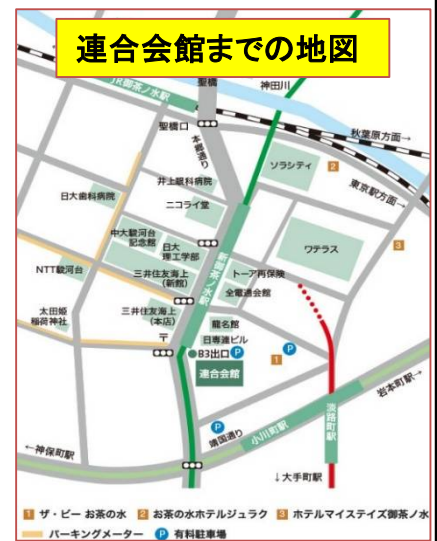 連合会館までの地図
JR御茶ノ水駅
聖橋
神田川
聖橋口
本郷通り
秋葉原方面→
東京駅方面→
ソラシティ
2
井上眼科病院
日大歯科病院
ニコライ堂
3
中大駿河台
記念館
日大
理工学部
新御茶ノ水駅
ワテラス
NTT駿河台
三井住友海上
(新館)
トーア再保険
全電通会館
太田姫
稲荷神社
三井住友海上
(本店)
龍名館
日専連ビル
〒
B3出口
P
1
P
連合会館
岩本町駅→
淡路町駅
P
靖国通り
小川町駅
←神保町駅
↓大手町駅
1 ザ・ビー お茶の水 2 お茶の水ホテルジュラク 3 ホテルマイステイズ御茶ノ水
パーキングメーター P 有料駐車場